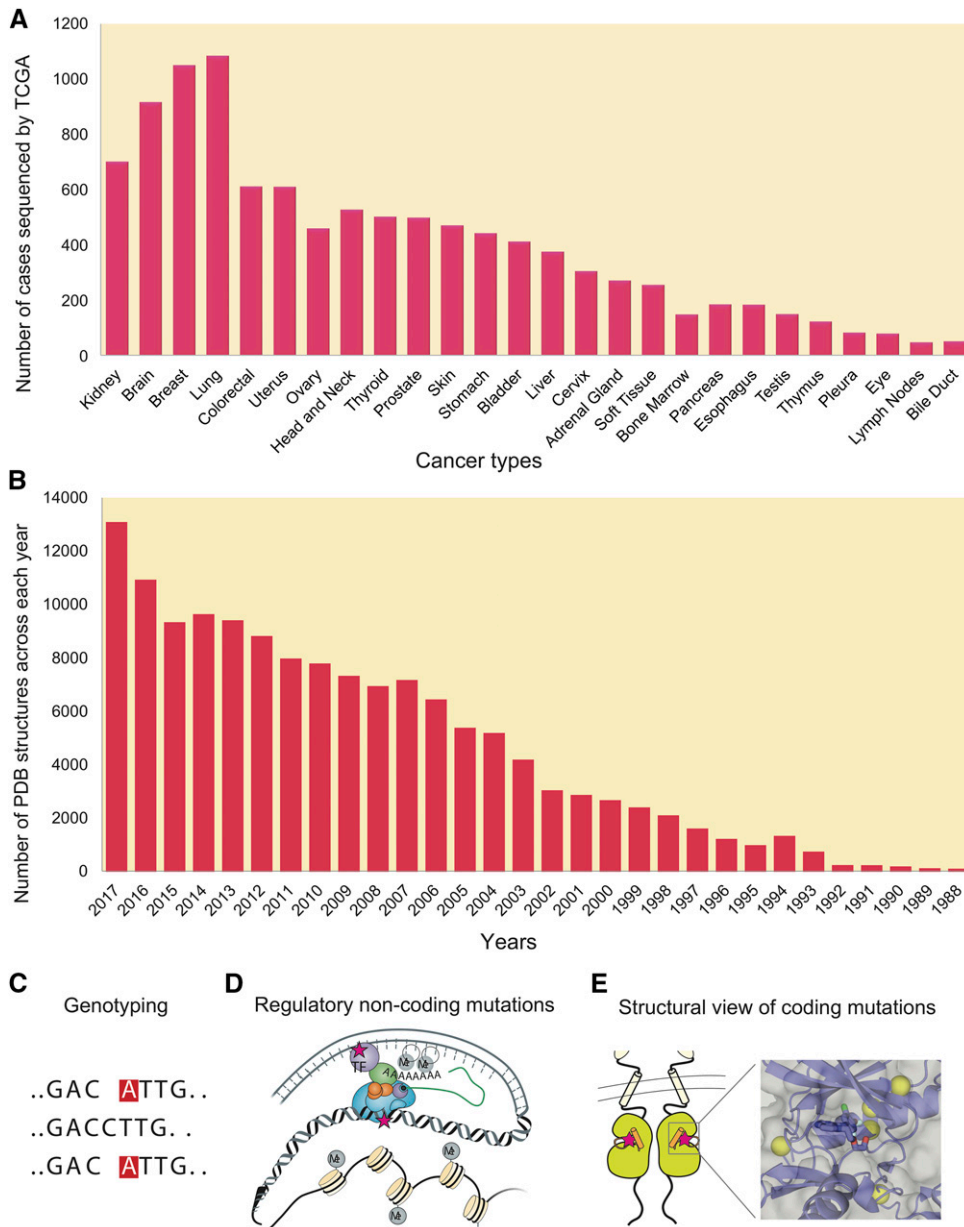 A
Number of cases sequenced by TCGA
1200
1000
800
600
400
200
0
Kidney
Brain
Breast
Lung
Colorectal
Uterus
Ovary
Head and Neck
Thyroid
Prostate
Skin
Stomach
Bladder
Liver
Cervix
Adrenal Gland
Soft Tissue
Bone Marrow
Pancreas
Esophagus
Testis
Thymus
Pleura
Eye
Lymph Nodes
Bile Duct
Cancer types
B
Number of PDB structures across each year
14000
12000
10000
8000
6000
4000
2000
0
2017
2016
2015
2014
2013
2012
2011
2010
2009
2008
2007
2006
2005
2004
2003
2002
2001
2000
1999
1998
1997
1996
1995
1994
1993
1992
1991
1990
1989
1988
Years
C
Genotyping
..GAC ATTG..
..GACCTTG. .
..GAC ATTG..
D
Regulatory non-coding mutations
TF
AAAAAAAA
E
Structural view of coding mutations